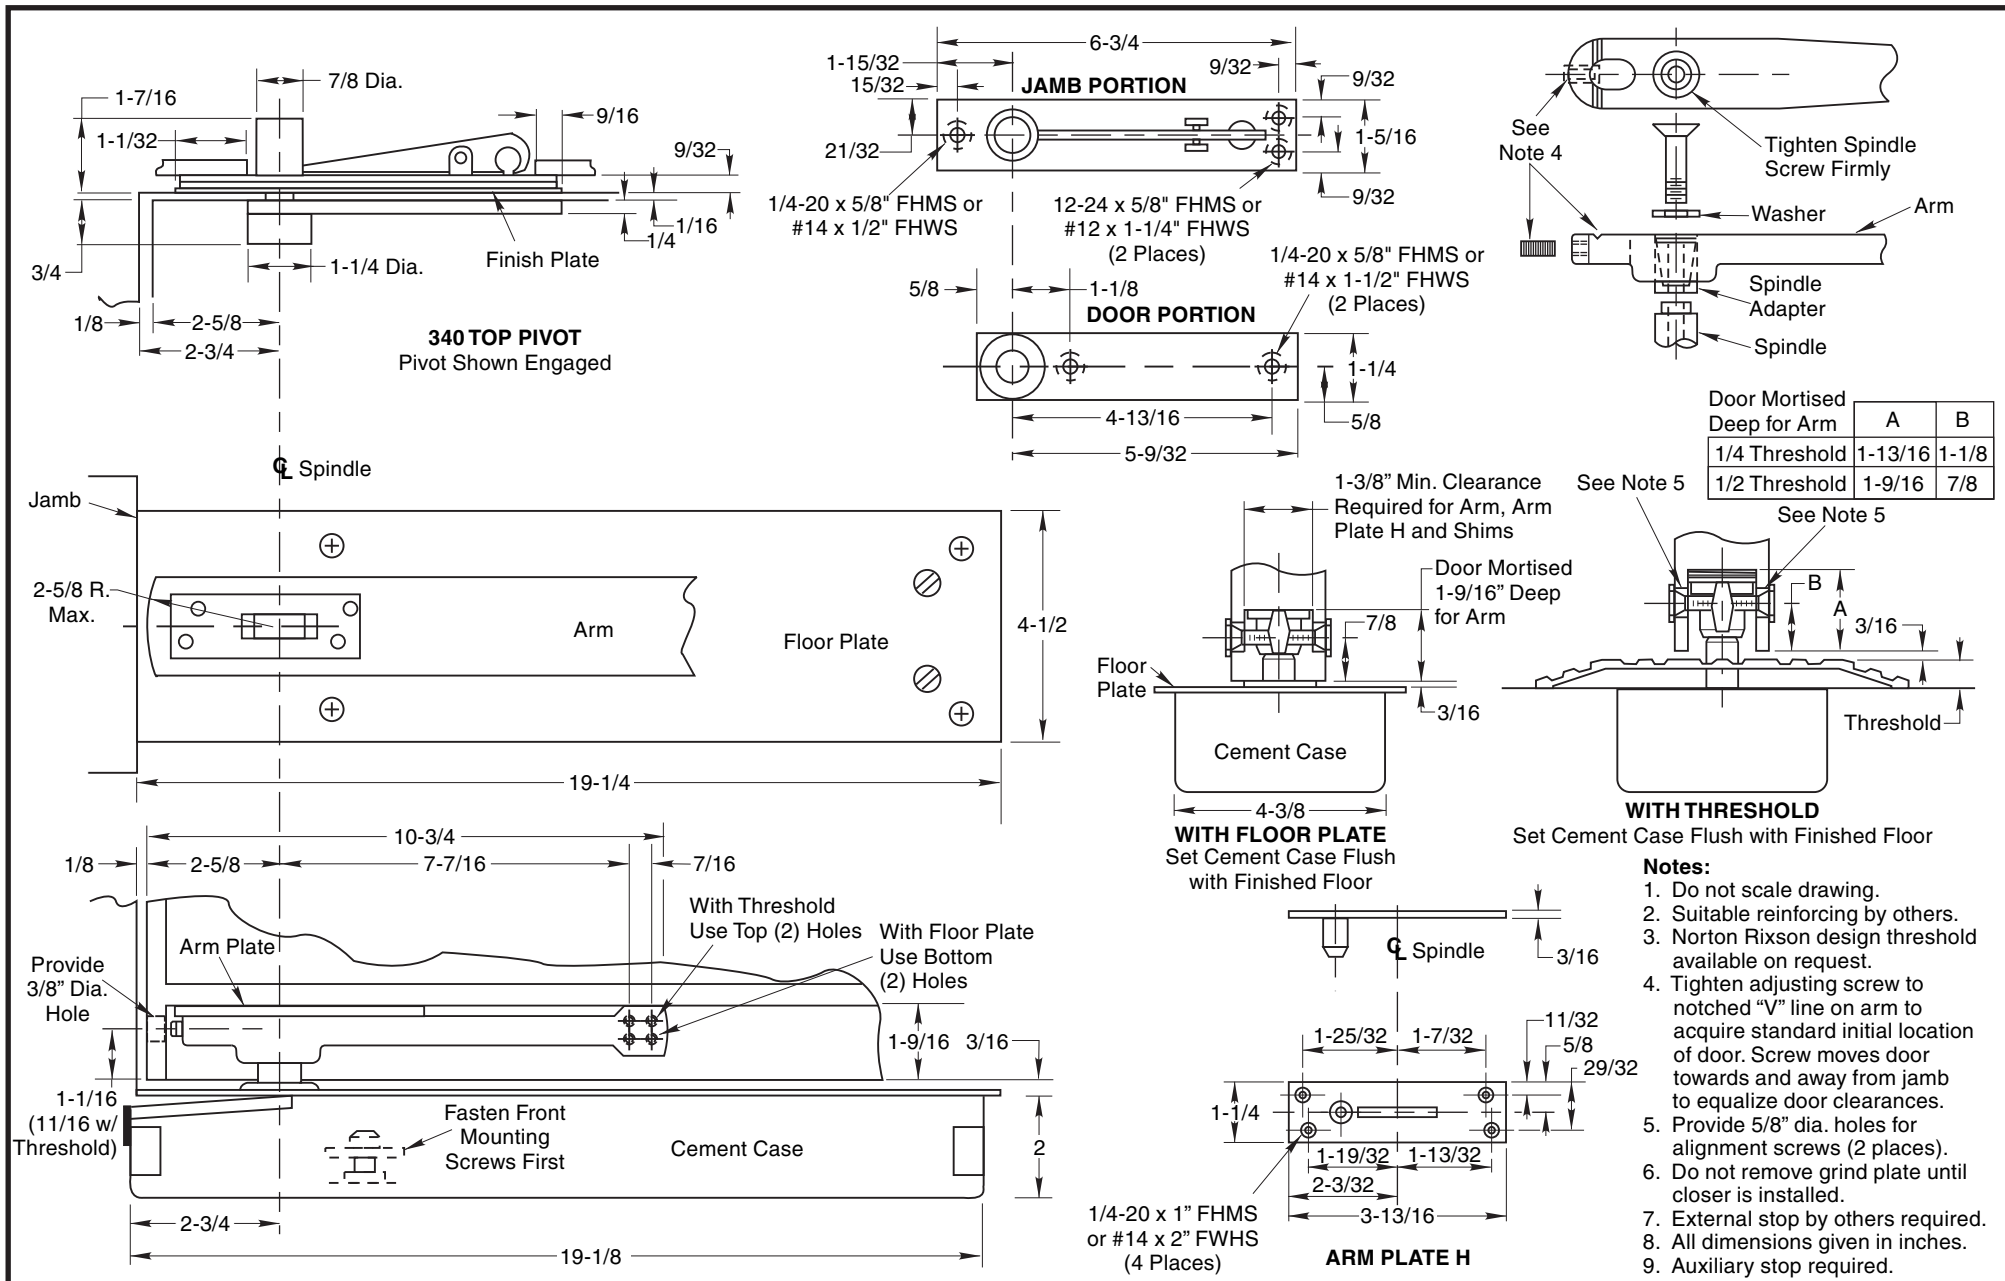 7/8 Dia.
1-7/16
1-1/32
9/16
9/32
1/16
1/4
3/4
1-1/4 Dia.
Finish Plate
1/8
2-5/8
2-3/4
340 TOP PIVOT
Pivot Shown Engaged
6-3/4
1-15/32
15/32
9/32
9/32
JAMB PORTION
1-5/16
21/32
9/32
1/4-20 x 5/8" FHMS or
#14 x 1/2" FHWS
12-24 x 5/8" FHMS or
#12 x 1-1/4" FHWS
(2 Places)
1/4-20 x 5/8" FHMS or
#14 x 1-1/2" FHWS
(2 Places)
5/8
1-1/8
DOOR PORTION
1-1/4
4-13/16
5/8
5-9/32
See
Note 4
Tighten Spindle
Screw Firmly
Washer
Arm
Spindle
Adapter
Spindle
Door Mortised
Deep for Arm
A
B
1/4 Threshold
1-13/16
1-1/8
1/2 Threshold
1-9/16
7/8
℄ Spindle
Jamb
2-5/8 R.
Max.
Arm
Floor Plate
4-1/2
19-1/4
1-3/8” Min. Clearance
Required for Arm, Arm
Plate H and Shims
Door Mortised
1-9/16” Deep
for Arm
7/8
Floor
Plate
3/16
Cement Case
4-3/8
WITH FLOOR PLATE
Set Cement Case Flush
with Finished Floor
See Note 5
See Note 5
B
A
3/16
Threshold
WITH THRESHOLD
Set Cement Case Flush with Finished Floor
10-3/4
1/8
2-5/8
7-7/16
7/16
With Threshold
Use Top (2) Holes
With Floor Plate
Use Bottom
(2) Holes
Arm Plate
Provide
3/8” Dia.
Hole
1-9/16
3/16
1-1/16
(11/16 w/
Threshold)
Fasten Front
Mounting
Screws First
Cement Case
2
2-3/4
19-1/8
℄ Spindle
3/16
1-25/32
1-7/32
11/32
5/8
29/32
1-1/4
1-19/32
1-13/32
2-3/32
3-13/16
1/4-20 x 1” FHMS
or #14 x 2” FWHS
(4 Places)
ARM PLATE H
Notes:
1. Do not scale drawing.
2. Suitable reinforcing by others.
3. Norton Rixson design threshold
available on request.
4. Tighten adjusting screw to
notched “V” line on arm to
acquire standard initial location
of door. Screw moves door
towards and away from jamb
to equalize door clearances.
5. Provide 5/8” dia. holes for
alignment screws (2 places).
6. Do not remove grind plate until
closer is installed.
7. External stop by others required.
8. All dimensions given in inches.
9. Auxiliary stop required.